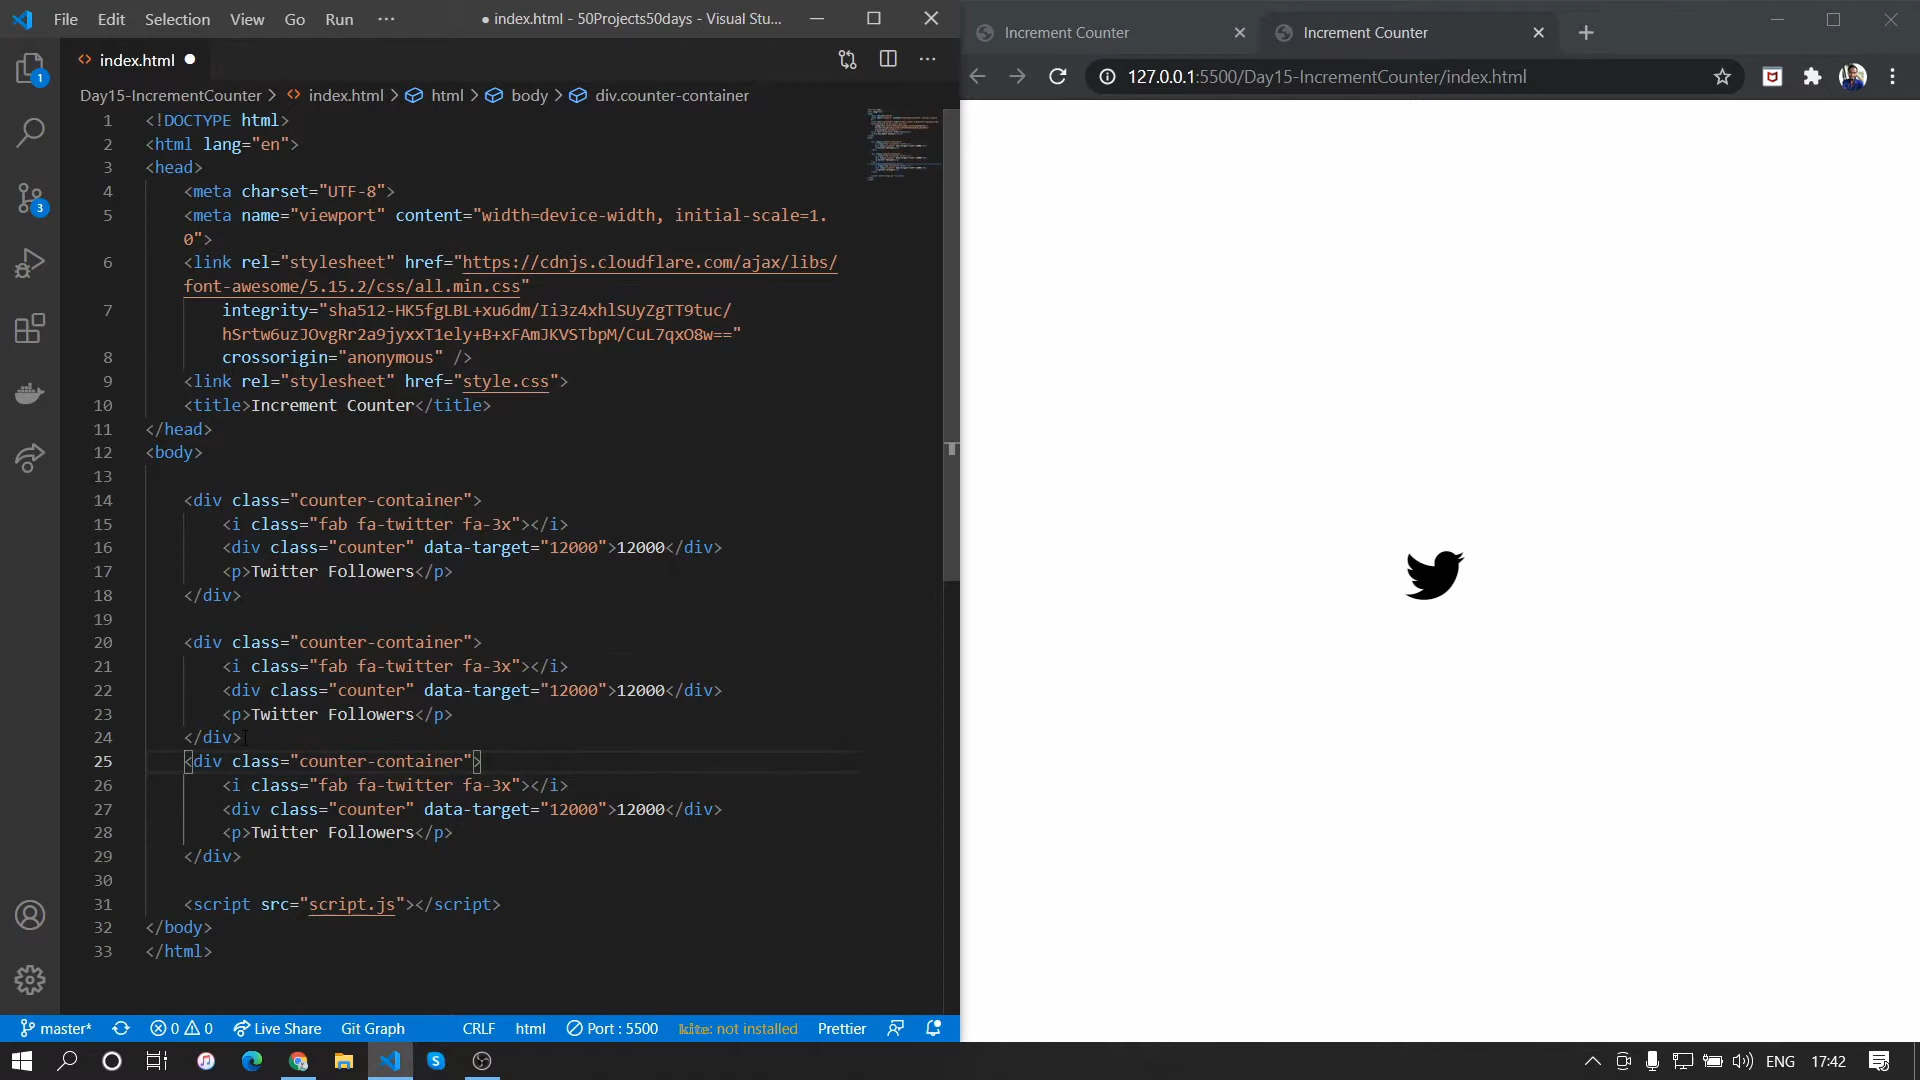 File Edit Selection View Go Run ··· ● index.html - 50Projects50days - Visual Stu...
index.html
Day15-IncrementCounter > index.html > html > body > div.counter-container
1 <!DOCTYPE html>
2 <html lang="en">
3 <head>
4 <meta charset="UTF-8">
5 <meta name="viewport" content="width=device-width, initial-scale=1.
0">
6 <link rel="stylesheet" href="https://cdnjs.cloudflare.com/ajax/libs/
font-awesome/5.15.2/css/all.min.css"
7 integrity="sha512-HK5fgLBL+xu6dm/Ii3z4xhlSUyZgTT9tuc/
hSrtw6uzJOvgRr2a9jyxxT1ely+B+xFAmJKVSTbpM/CuL7qxO8w=="
8 crossorigin="anonymous" />
9 <link rel="stylesheet" href="style.css">
10 <title>Increment Counter</title>
11 </head>
12 <body>
13
14 <div class="counter-container">
15 <i class="fab fa-twitter fa-3x"></i>
16 <div class="counter" data-target="12000">12000</div>
17 <p>Twitter Followers</p>
18 </div>
19
20 <div class="counter-container">
21 <i class="fab fa-twitter fa-3x"></i>
22 <div class="counter" data-target="12000">12000</div>
23 <p>Twitter Followers</p>
24 </div>
25 <div class="counter-container">
26 <i class="fab fa-twitter fa-3x"></i>
27 <div class="counter" data-target="12000">12000</div>
28 <p>Twitter Followers</p>
29 </div>
30
31 <script src="script.js"></script>
32 </body>
33 </html>
1
3
master* 0 0 Live Share Git Graph CRLF html Port : 5500 kite: not installed Prettier
Increment Counter
Increment Counter
127.0.0.1:5500/Day15-IncrementCounter/index.html
ENG 17:42